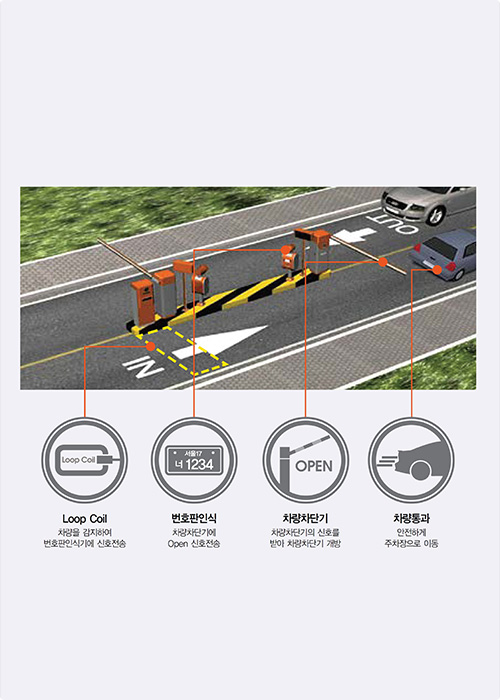 OUT
IN
Loop Coil
서울17
너 1234
OPEN
Loop Coil
차량을 감지하여
번호판인식기에 신호전송
번호판인식
차량차단기에
Open 신호전송
차량차단기
차량차단기의 신호를
받아 차량차단기 개방
차량통과
안전하게
주차장으로 이동